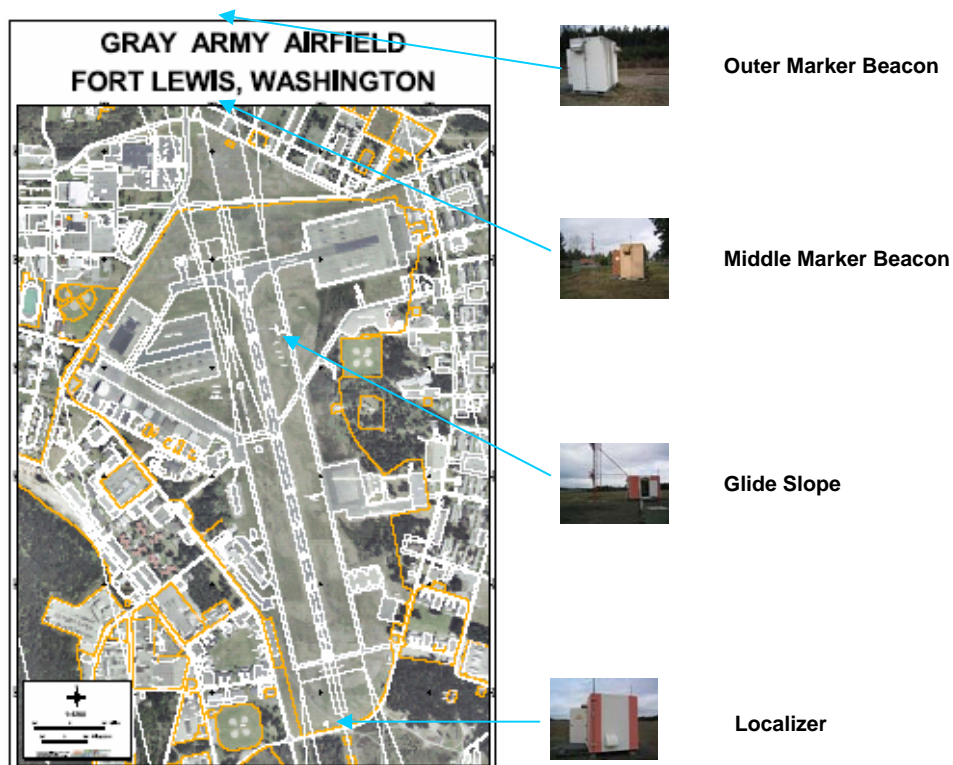 GRAY ARMY AIRFIELD
FORT LEWIS, WASHINGTON
Outer Marker Beacon
Middle Marker Beacon
Glide Slope
Localizer